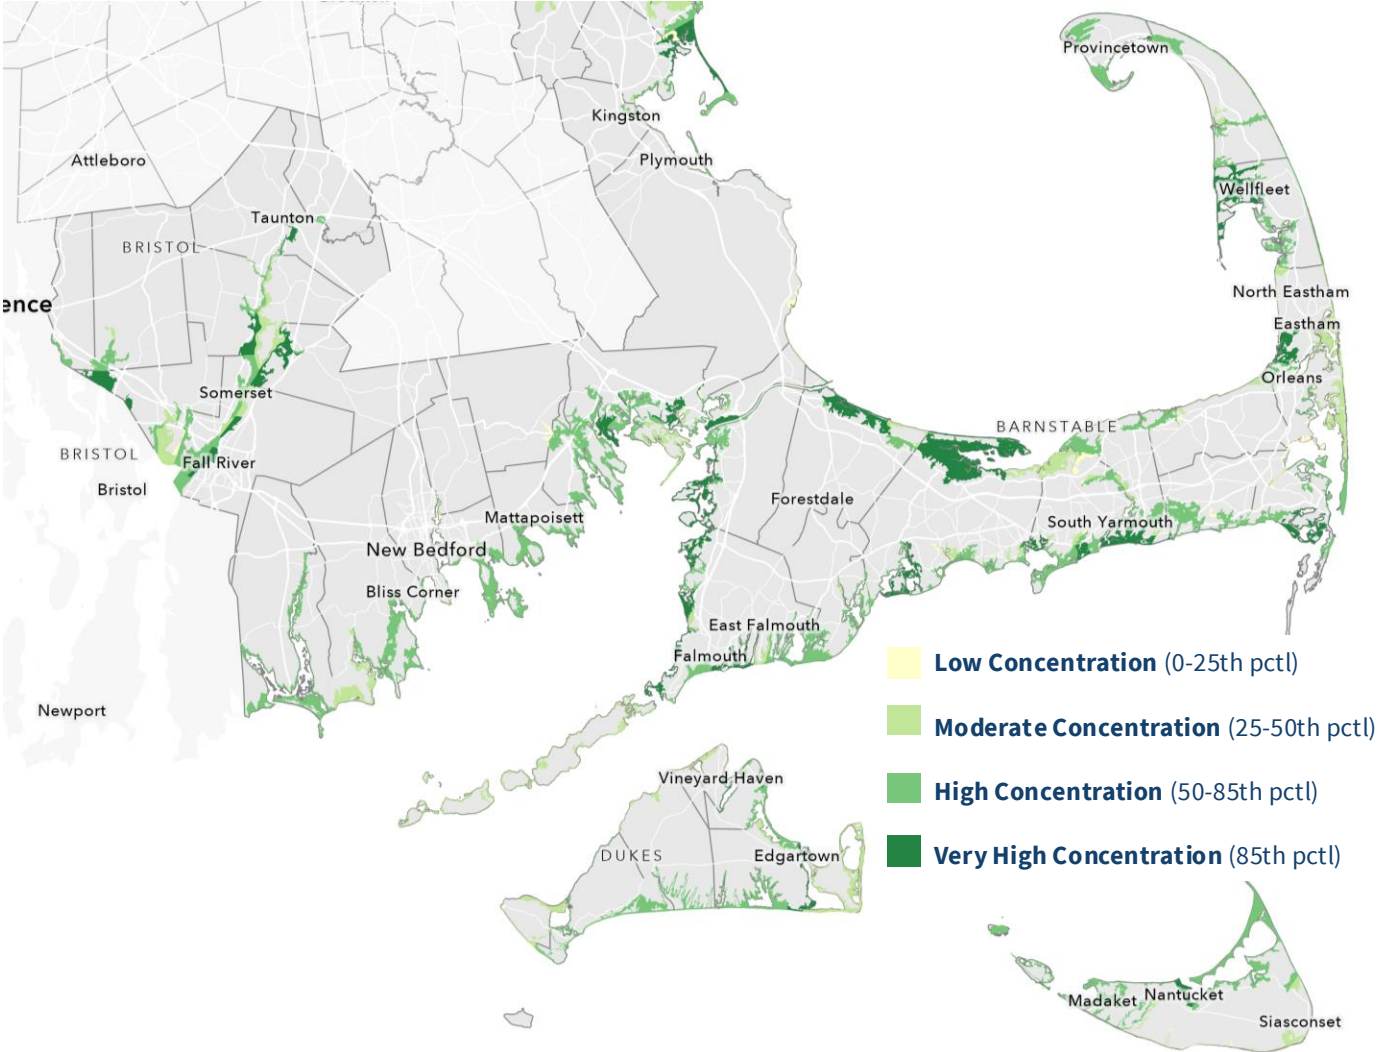 Provincetown
Kingston
Attleboro
Plymouth
Wellfleet
Taunton
BRISTOL
North Eastham
ence
Eastham
Orleans
Somerset
BARNSTABLE
BRISTOL
Fall River
Bristol
Forestdale
Mattapoisett
South Yarmouth
New Bedford
Bliss Corner
East Falmouth
Falmouth
Low Concentration (0-25th pctl)
Newport
Moderate Concentration (25-50th pctl)
Vineyard Haven
High Concentration (50-85th pctl)
DUKES
Edgartown
Very High Concentration (85th pctl)
Madaket
Nantucket
Siasconset